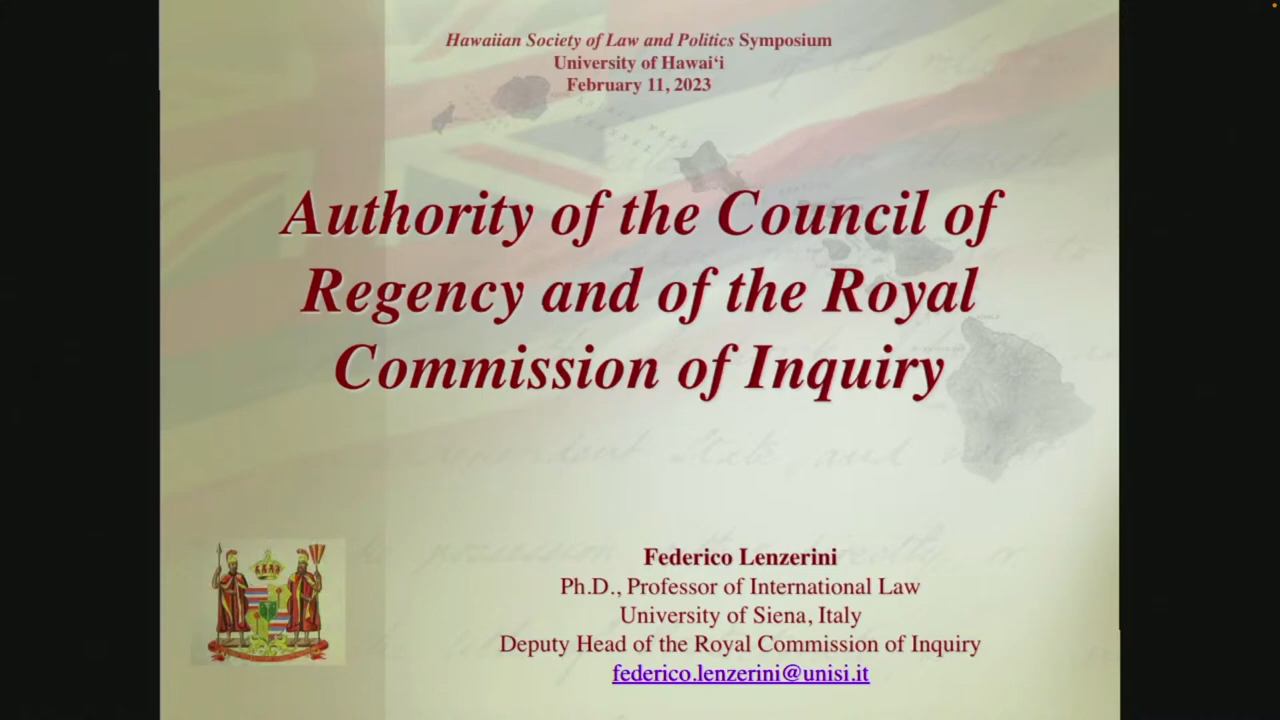 Hawaiian Society of Law and Politics Symposium
University of Hawaiʻi
February 11, 2023
Authority of the Council of
Regency and of the Royal
Commission of Inquiry
Federico Lenzerini
Ph.D., Professor of International Law
University of Siena, Italy
Deputy Head of the Royal Commission of Inquiry
federico.lenzerini@unisi.it